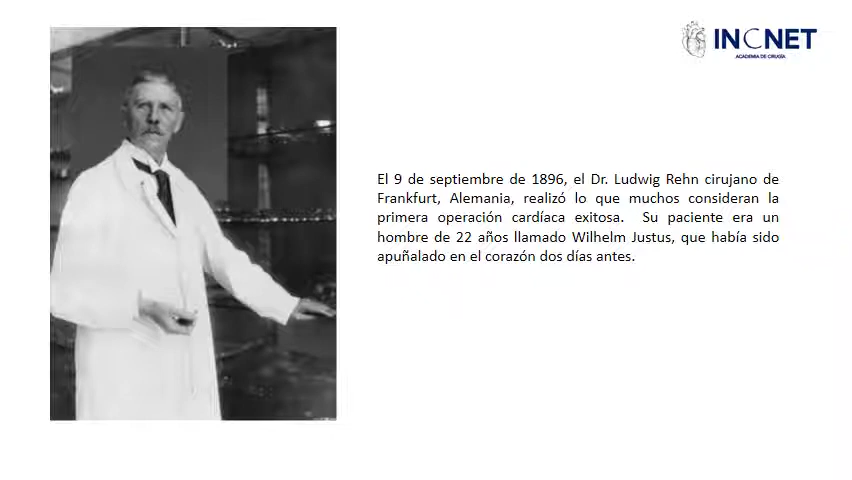 INCNET
ACADEMIA DE CIRUGÍA
El 9 de septiembre de 1896, el Dr. Ludwig Rehn cirujano de
Frankfurt, Alemania, realizó lo que muchos consideran la
primera operación cardíaca exitosa. Su paciente era un
hombre de 22 años llamado Wilhelm Justus, que había sido
apuñalado en el corazón dos días antes.